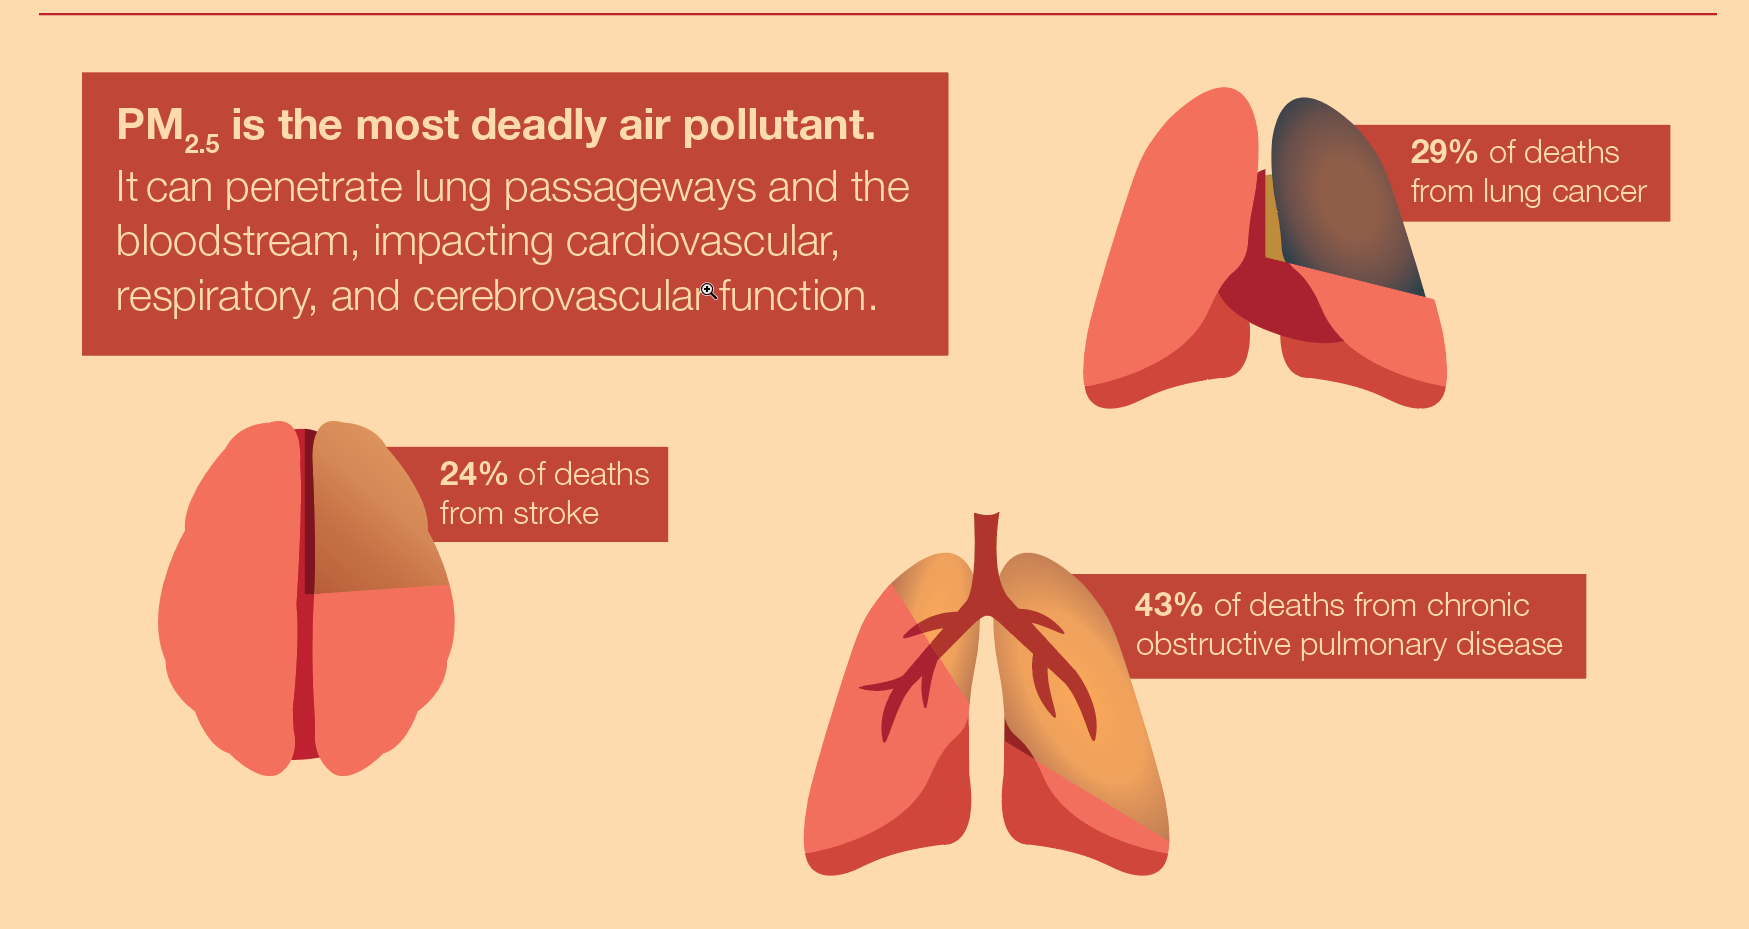 PM2.5 is the most deadly air pollutant.
It can penetrate lung passageways and the
bloodstream, impacting cardiovascular,
respiratory, and cerebrovascular function.
29% of deaths
from lung cancer
24% of deaths
from stroke
43% of deaths from chronic
obstructive pulmonary disease